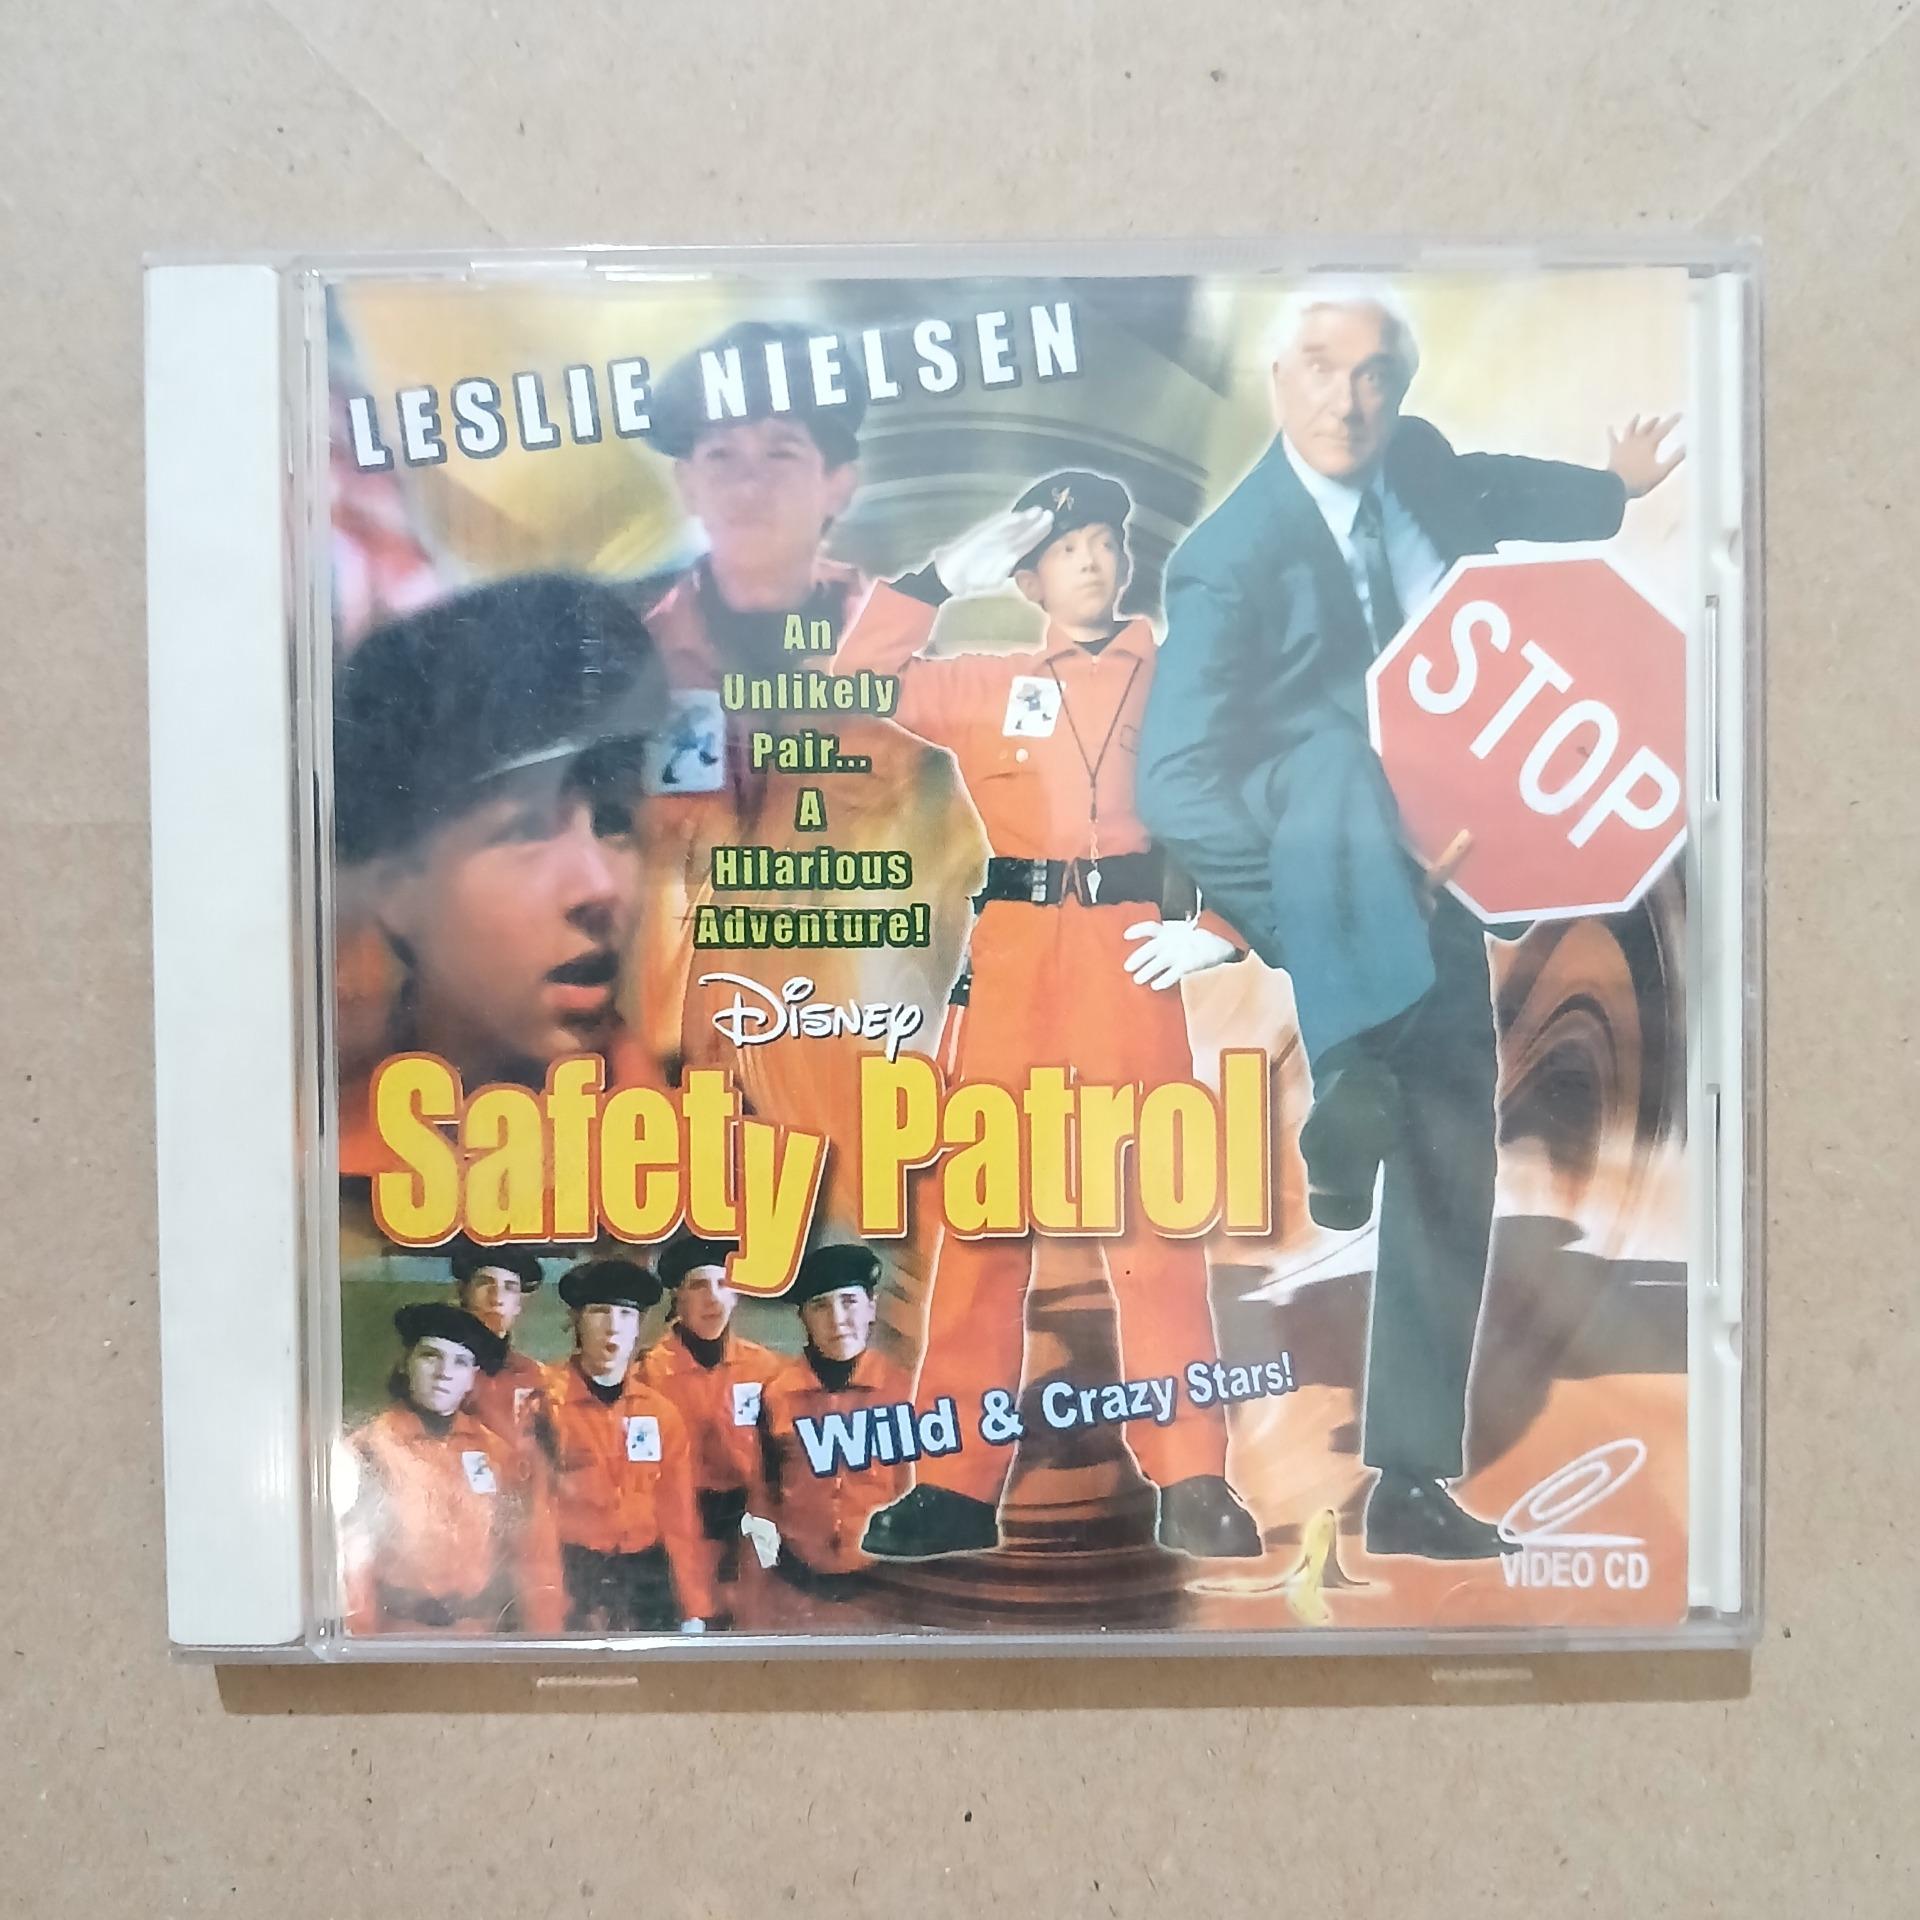 LESLIE NIELSEN
An
Unlikely
Pair...
A
Hilarious
Adventure!
DISNEY
Safety Patrol
STOP
Wild & Crazy Stars!
VIDEO CD